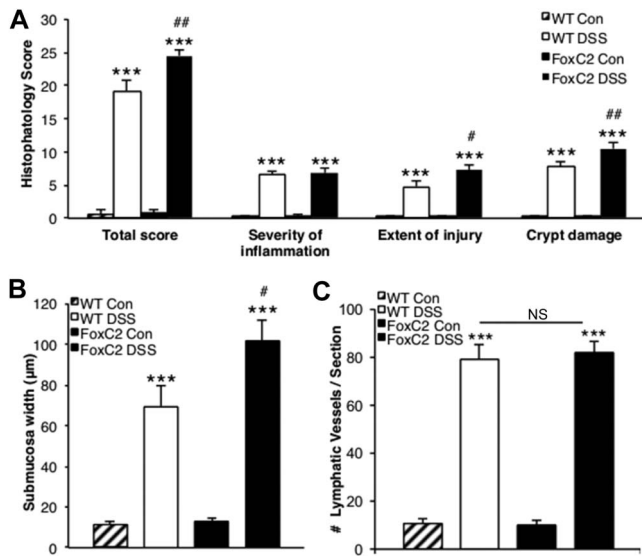 A
Histophatology Score
30
25
20
15
10
5
0
WT Con
WT DSS
FoxC2 Con
FoxC2 DSS
***
##
***
***
***
***
#
***
***
##
***
Total score
Severity of
inflammation
Extent of injury
Crypt damage
B
Submucosa width (µm)
120
100
80
60
40
20
0
WT Con
WT DSS
FoxC2 Con
FoxC2 DSS
***
#
***
C
# Lymphatic Vessels / Section
100
80
60
40
20
0
WT Con
WT DSS
FoxC2 Con
FoxC2 DSS
NS
***
***